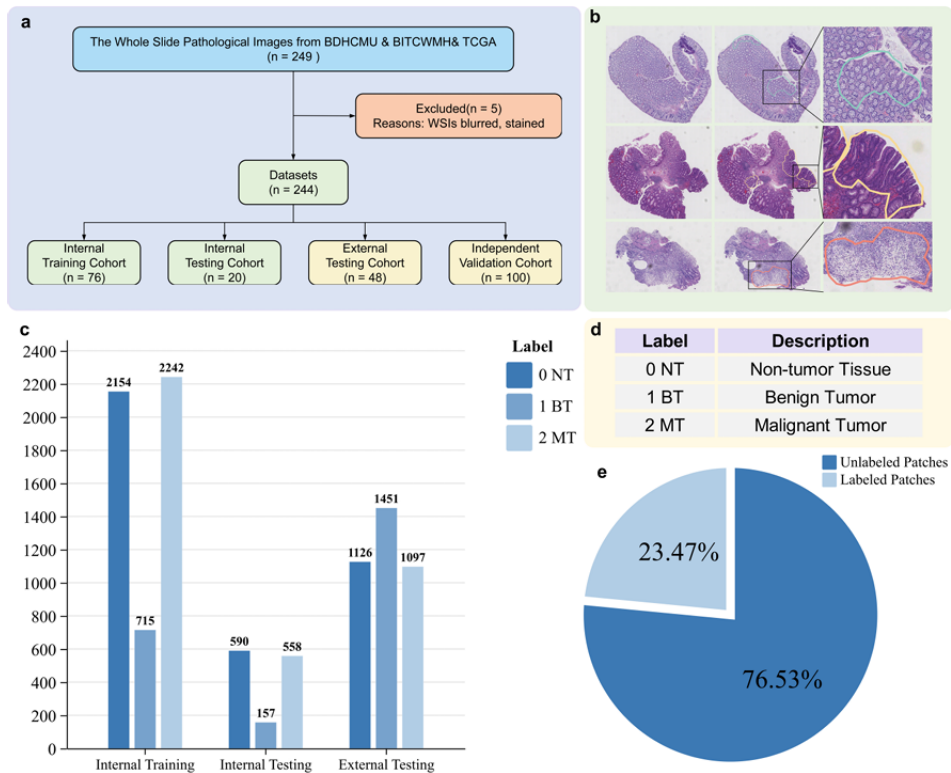 a
The Whole Slide Pathological Images from BDHCMU & BITCWMH& TCGA
(n = 249 )
Excluded(n = 5)
Reasons: WSIs blurred, stained
Datasets
(n = 244)
Internal
Training Cohort
(n = 76)
Internal
Testing Cohort
(n = 20)
External
Testing Cohort
(n = 48)
Independent
Validation Cohort
(n = 100)
b
c
2400
2200
2000
1800
1600
1400
1200
1000
800
600
400
200
0
2154
715
2242
590
157
558
1126
1451
1097
Internal Training
Internal Testing
External Testing
Label
0 NT
1 BT
2 MT
d
Label Description
0 NT Non-tumor Tissue
1 BT Benign Tumor
2 MT Malignant Tumor
e
Unlabeled Patches
Labeled Patches
23.47%
76.53%